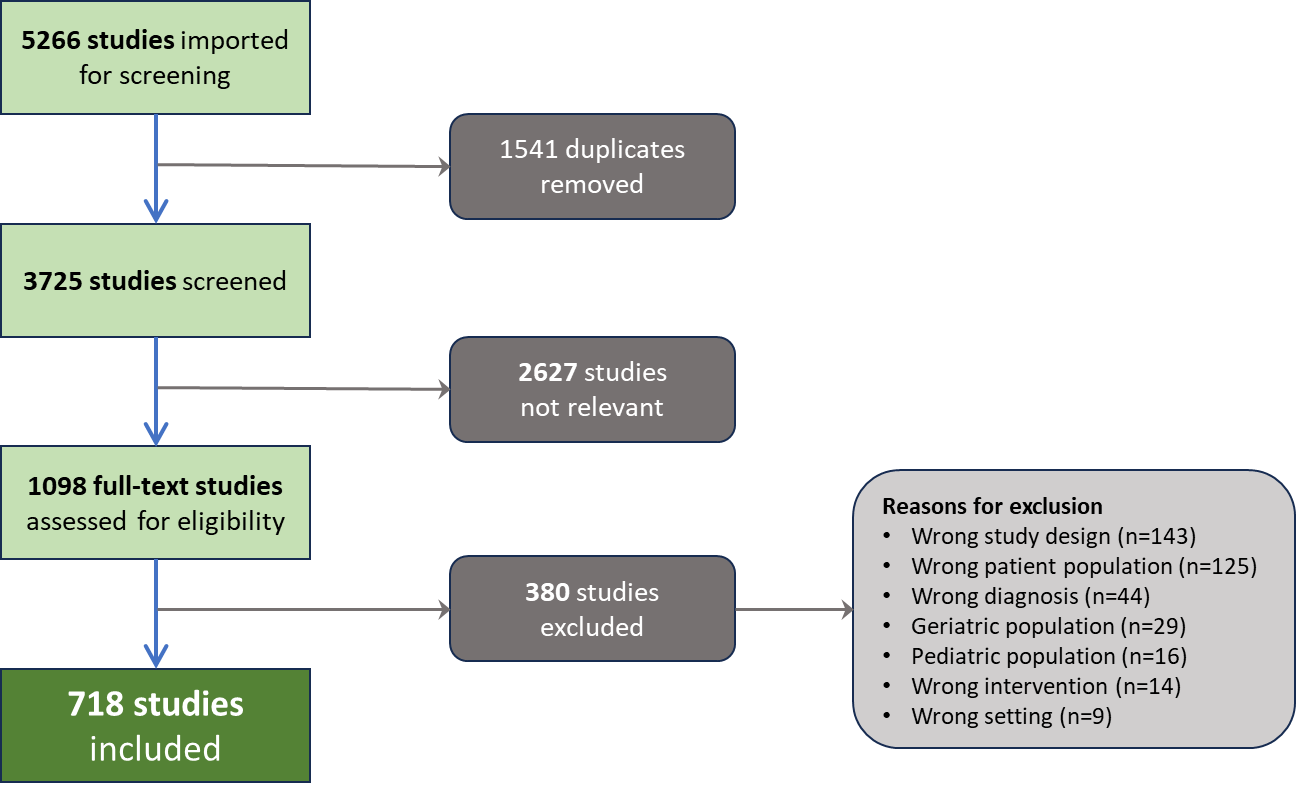 5266 studies imported
for screening
1541 duplicates
removed
3725 studies screened
2627 studies
not relevant
1098 full-text studies
assessed for eligibility
380 studies
excluded
Reasons for exclusion
• Wrong study design (n=143)
• Wrong patient population (n=125)
• Wrong diagnosis (n=44)
• Geriatric population (n=29)
• Pediatric population (n=16)
• Wrong intervention (n=14)
• Wrong setting (n=9)
718 studies
included